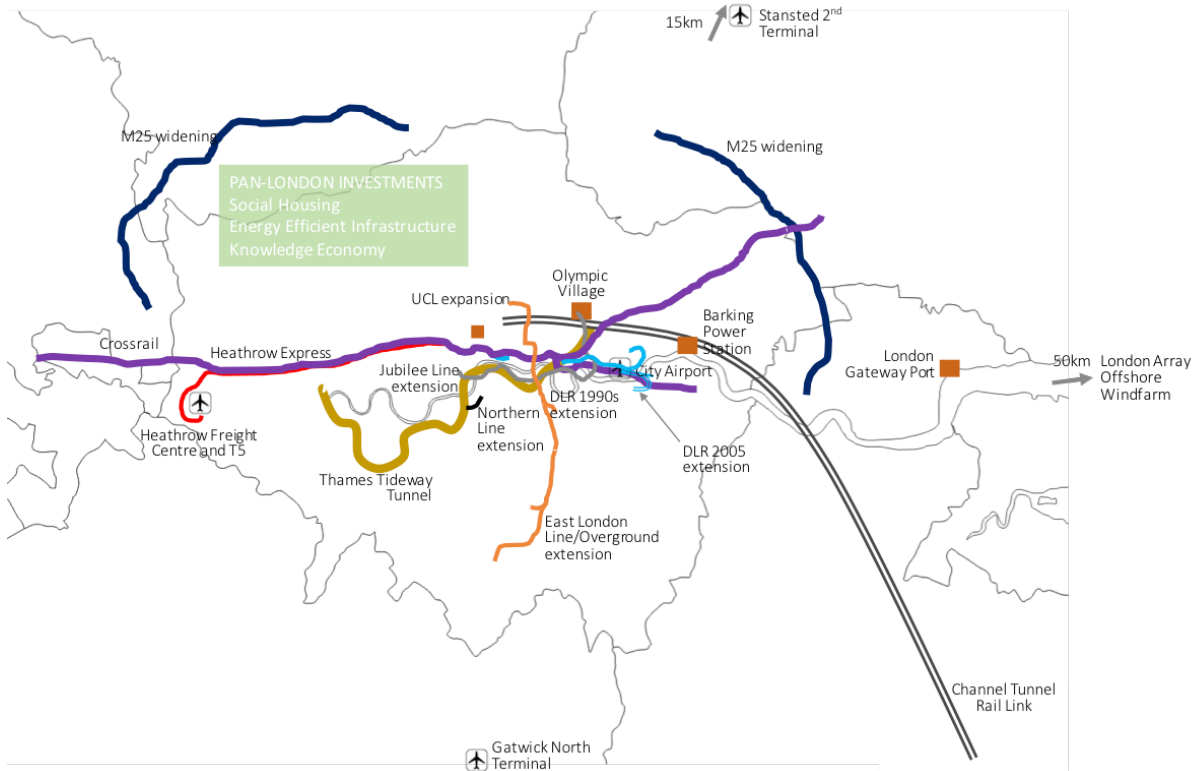 15km
Stansted 2nd
Terminal
M25 widening
M25 widening
PAN-LONDON INVESTMENTS
Social Housing
Energy Efficient Infrastructure
Knowledge Economy
Olympic
Village
UCL expansion
Barking
Power
Station
Crossrail
Heathrow Express
London
Gateway Port
50km
London Array
Offshore
Windfarm
Jubilee Line
extension
City Airport
DLR 1990s
extension
Northern
Line
extension
Heathrow Freight
Centre and T5
DLR 2005
extension
Thames Tideway
Tunnel
East London
Line/Overground
extension
Channel Tunnel
Rail Link
Gatwick North
Terminal